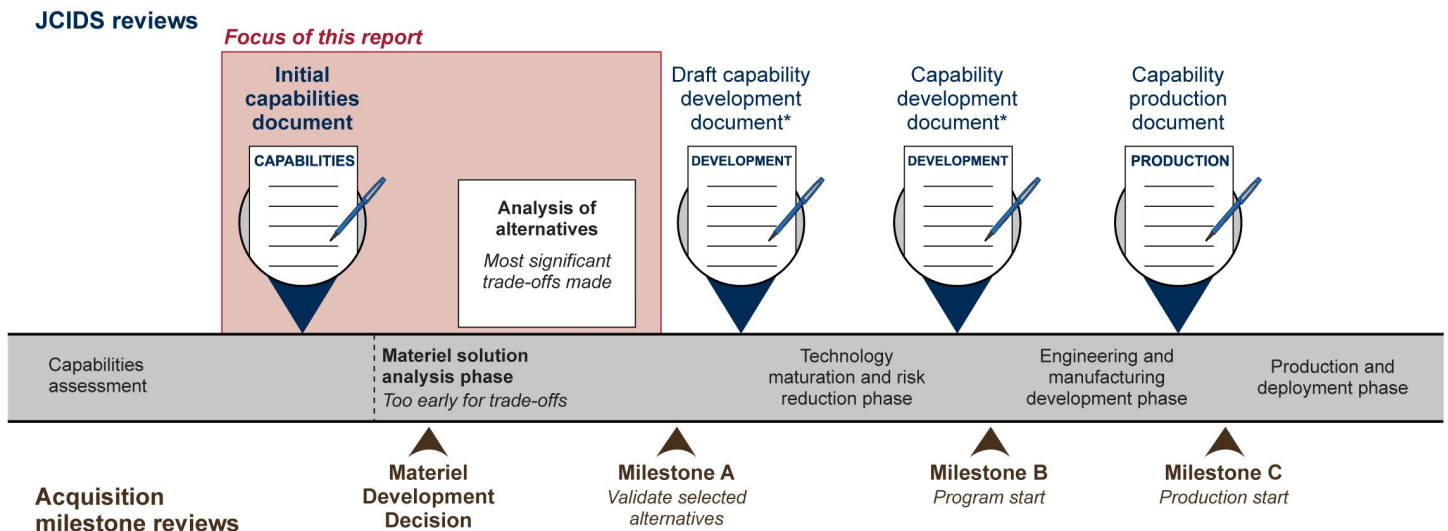 JCIDS reviews
Focus of this report
Initial
capabilities
document
CAPABILITIES
Analysis of
alternatives
Most significant
trade-offs made
Draft capability
development
document*
DEVELOPMENT
Capability
development
document*
DEVELOPMENT
Capability
production
document
PRODUCTION
Capabilities
assessment
Materiel solution
analysis phase
Too early for trade-offs
Technology
maturation and risk
reduction phase
Engineering and
manufacturing
development phase
Production and
deployment phase
Acquisition
milestone reviews
Materiel
Development
Decision
Milestone A
Validate selected
alternatives
Milestone B
Program start
Milestone C
Production start